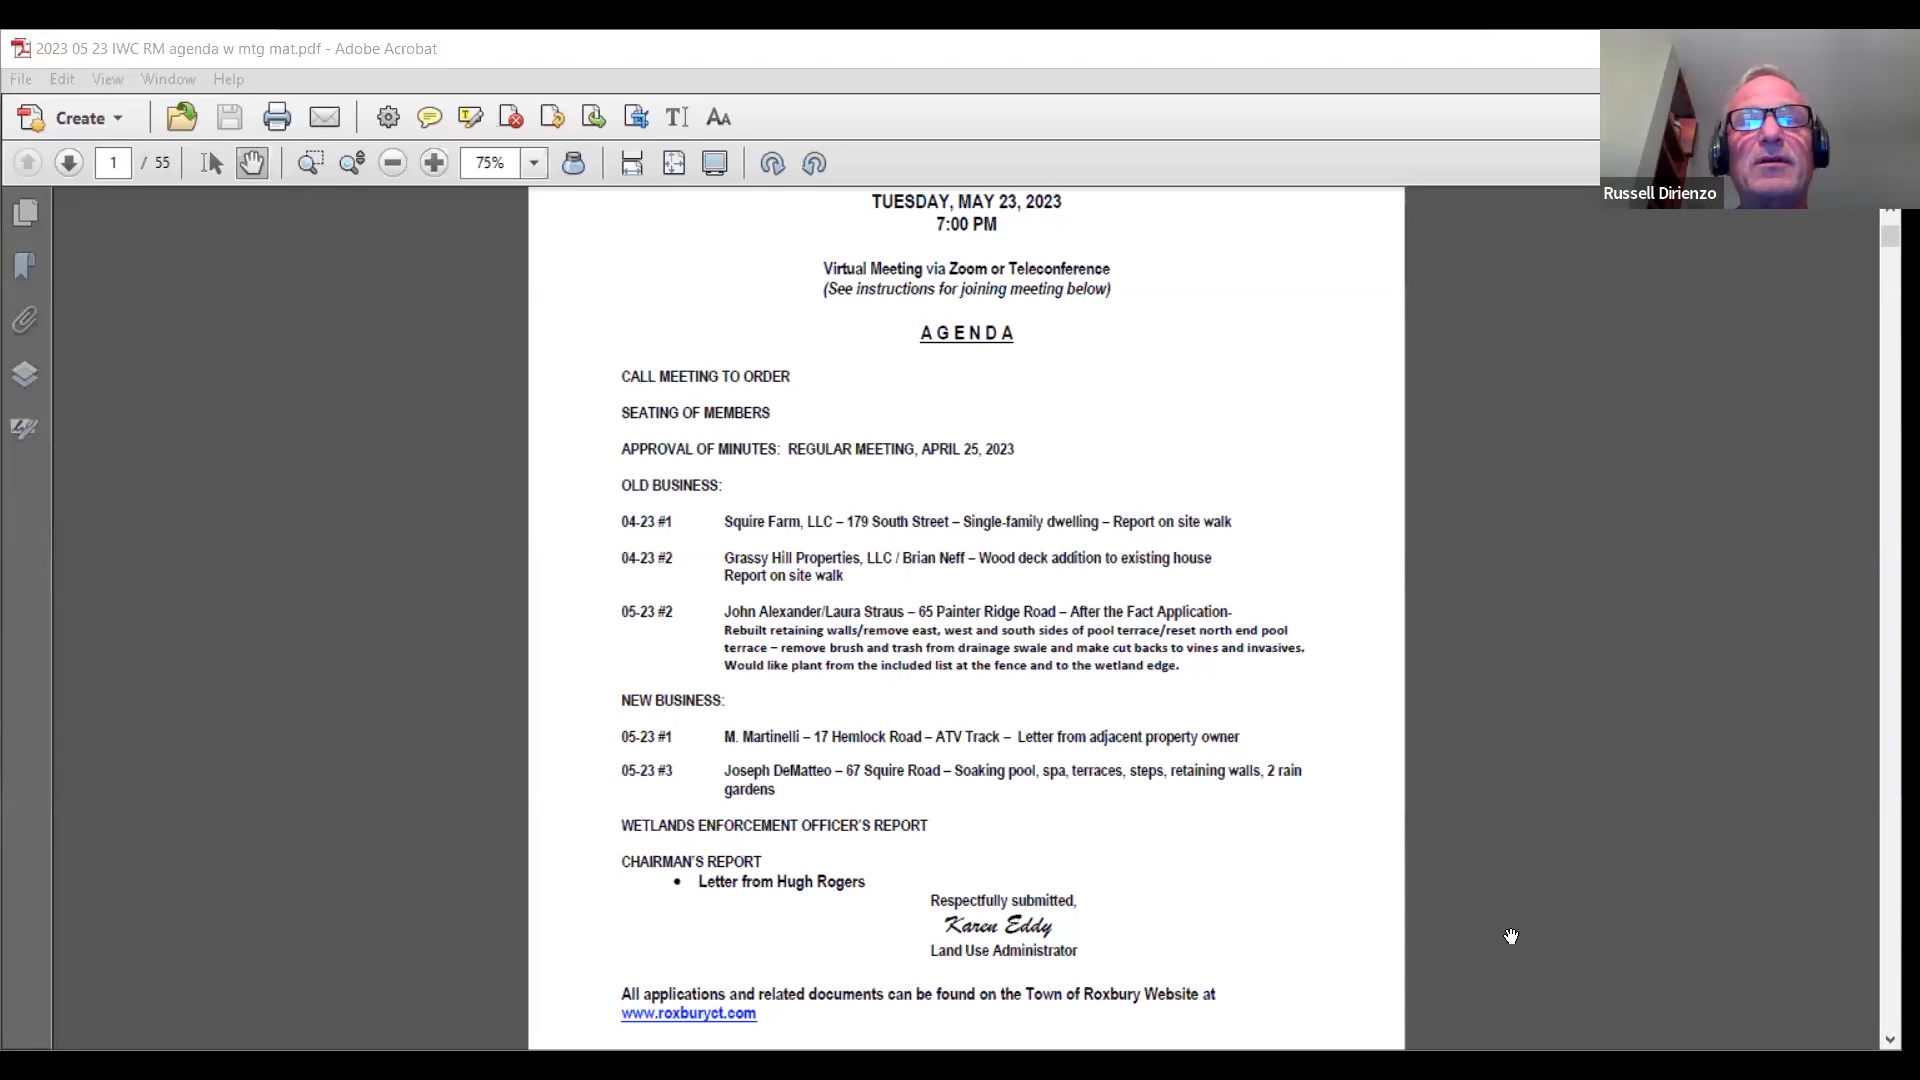 2023 05 23 IWC RM agenda w mtg mat.pdf - Adobe Acrobat
File Edit View Window Help
Create
1 / 55 75%
Russell Dirienzo
TUESDAY, MAY 23, 2023
7:00 PM
Virtual Meeting via Zoom or Teleconference
(See instructions for joining meeting below)
A G E N D A
CALL MEETING TO ORDER
SEATING OF MEMBERS
APPROVAL OF MINUTES: REGULAR MEETING, APRIL 25, 2023
OLD BUSINESS:
04-23 #1 Squire Farm, LLC – 179 South Street – Single-family dwelling – Report on site walk
04-23 #2 Grassy Hill Properties, LLC / Brian Neff – Wood deck addition to existing house
Report on site walk
05-23 #2 John Alexander/Laura Straus – 65 Painter Ridge Road – After the Fact Application-
Rebuilt retaining walls/remove east, west and south sides of pool terrace/reset north end pool
terrace – remove brush and trash from drainage swale and make cut backs to vines and invasives.
Would like plant from the included list at the fence and to the wetland edge.
NEW BUSINESS:
05-23 #1 M. Martinelli – 17 Hemlock Road – ATV Track – Letter from adjacent property owner
05-23 #3 Joseph DeMatteo – 67 Squire Road – Soaking pool, spa, terraces, steps, retaining walls, 2 rain
gardens
WETLANDS ENFORCEMENT OFFICER'S REPORT
CHAIRMAN'S REPORT
• Letter from Hugh Rogers
Respectfully submitted,
Karen Eddy
Land Use Administrator
All applications and related documents can be found on the Town of Roxbury Website at
www.roxburyct.com